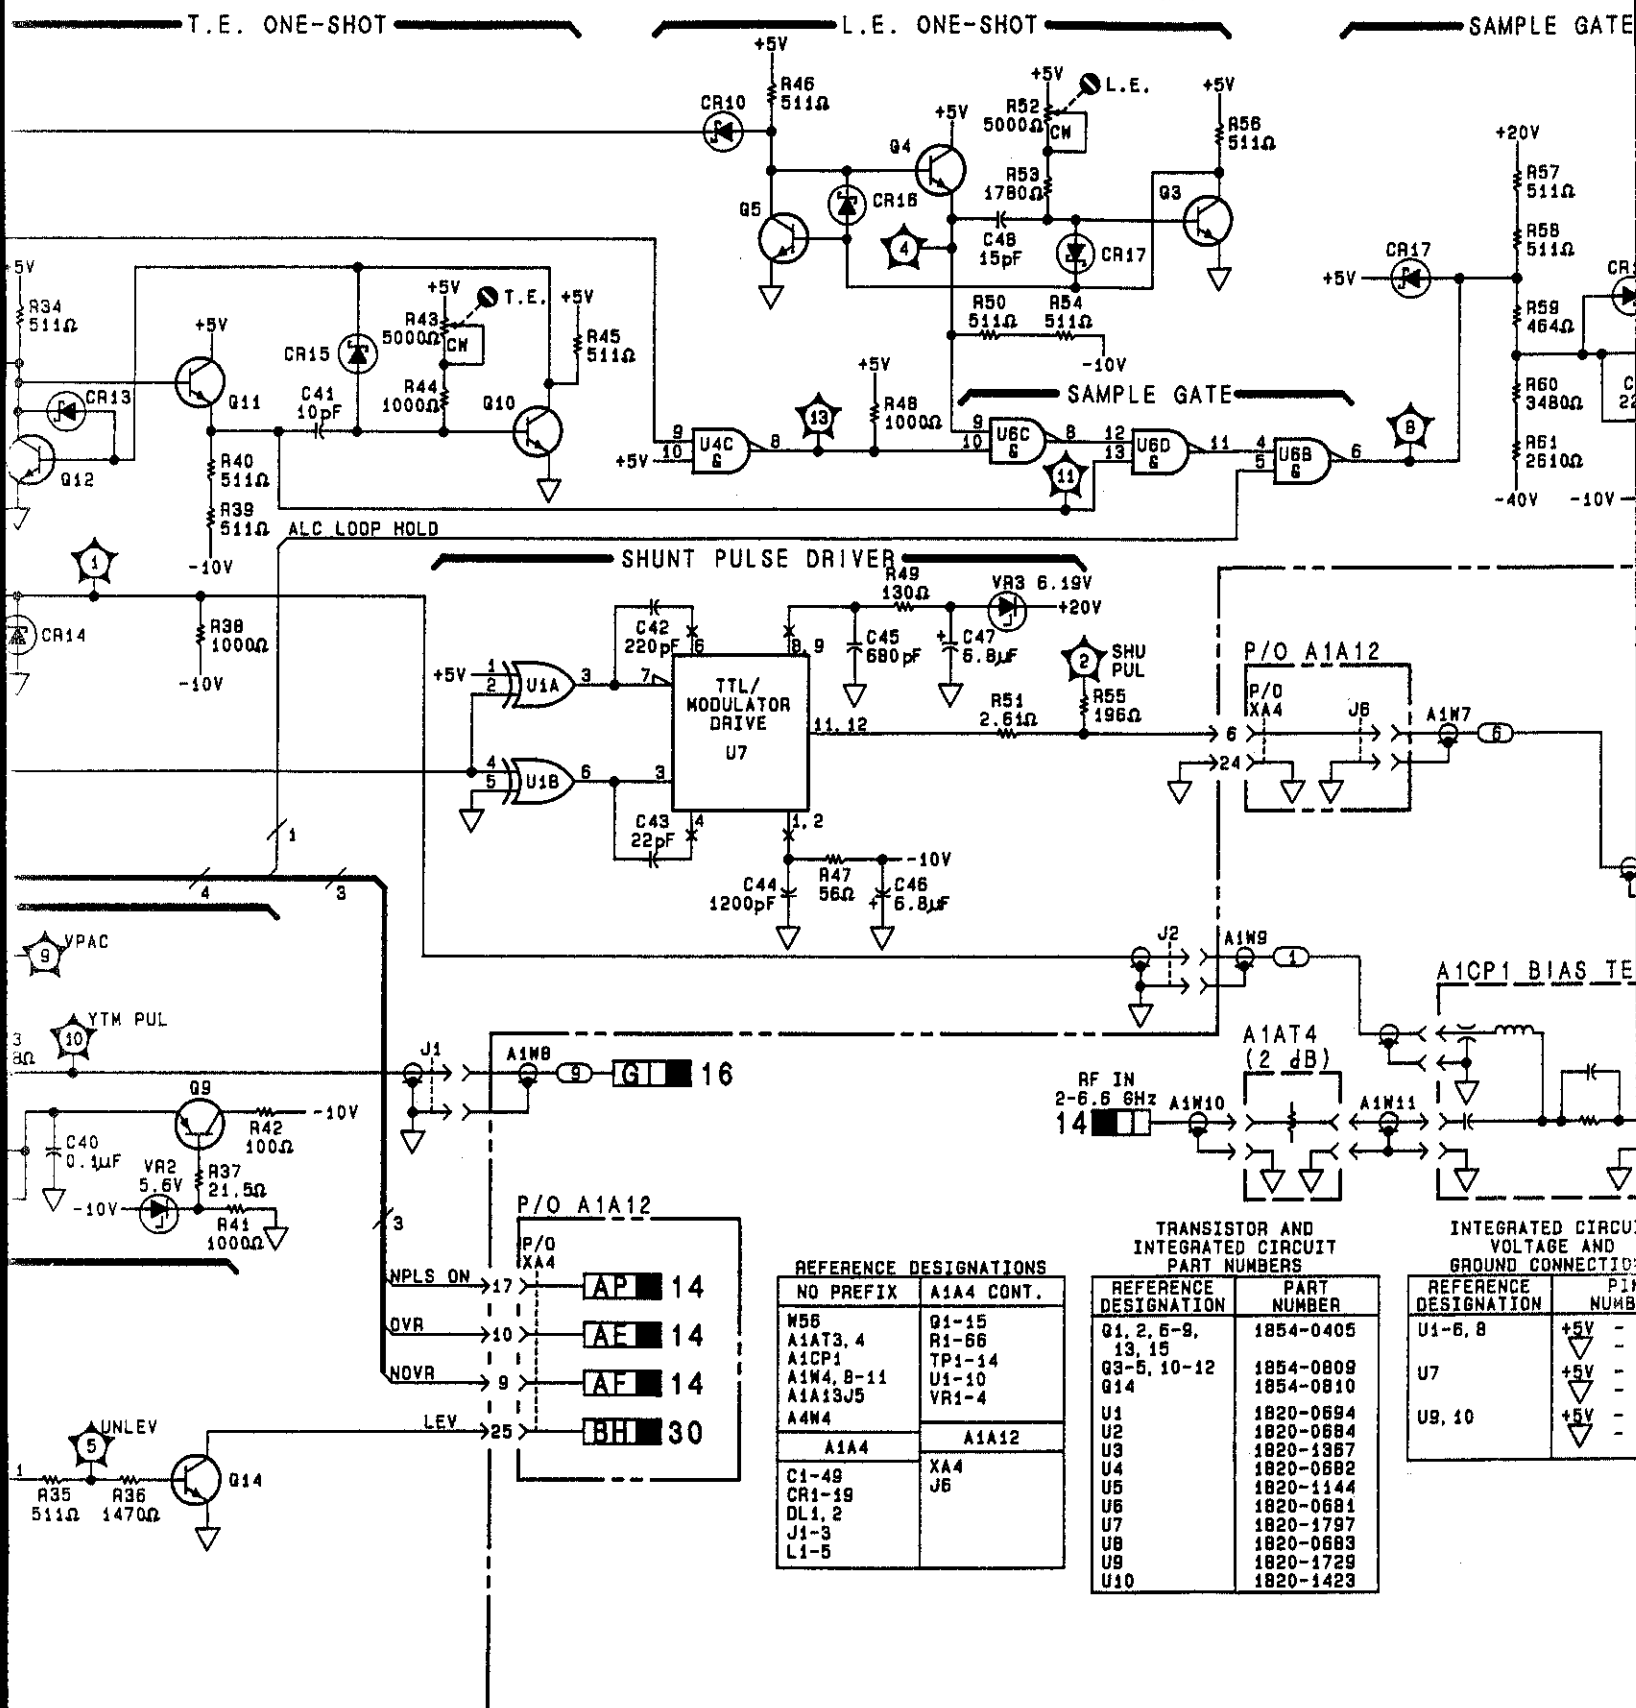 T.E. ONE-SHOT
L.E. ONE-SHOT
SAMPLE GATE
+5V
R46
511Ω
CR10
+5V
L.E.
R52
5000Ω
CW
+5V
R56
511Ω
+5V
Q4
+20V
R57
511Ω
R53
1780Ω
Q3
CR16
Q5
4
C48
15pF
CR17
R58
511Ω
CR17
+5V
5V
R34
511Ω
+5V
T.E.
+5V
R43
5000Ω
CW
R45
511Ω
R50
511Ω
R54
511Ω
-10V
R59
464Ω
+5V
CR15
CR13
Q11
C41
10pF
R44
1000Ω
Q10
+5V
R48
1000Ω
SAMPLE GATE
R60
3480Ω
13
8
9
10
U4C
&
8
+5V
9
10
U6C
&
8
12
13
U6D
&
11
4
5
U6B
&
6
R61
2610Ω
Q12
R40
511Ω
11
-40V
-10V
R39
511Ω
ALC LOOP HOLD
-10V
1
SHUNT PULSE DRIVER
R49
130Ω
VR3 6.19V
+20V
CR14
R38
1000Ω
-10V
C42
220pF
6
8,9
C45
680pF
+
C47
6.8µF
2
SHU
PUL
P/O A1A12
+5V
1
2
U1A
3
7
TTL/
MODULATOR
DRIVE
U7
11,12
R51
2.61Ω
R55
196Ω
P/O
XA4
J6
A1W7
6
6
24
4
5
U1B
6
3
C43
22pF
4
1,2
1
-10V
4
3
C44
1200pF
R47
56Ω
C46
6.8µF
+
9
VPAC
J2
A1W9
1
A1CP1 BIAS TE
10
YTM PUL
J1
A1W8
9
G
16
A1AT4
(2 dB)
RF IN
2-6.6 GHz
14
A1W10
A1W11
Q9
-10V
R42
100Ω
C40
0.1µF
VR2
5.6V
R37
21.5Ω
-10V
R41
1000Ω
3
P/O A1A12
P/O
XA4
NPLS ON
17
AP
14
OVR
10
AE
14
NOVR
9
AF
14
LEV
25
BH
30
5
UNLEV
1
R35
511Ω
R36
1470Ω
Q14
REFERENCE DESIGNATIONS
NO PREFIX
A1A4 CONT.
W56
A1AT3,4
A1CP1
A1W4,8-11
A1A13J5
A4W4
Q1-15
R1-66
TP1-14
U1-10
VR1-4
A1A4
A1A12
C1-49
CR1-19
DL1,2
J1-3
L1-5
XA4
J6
TRANSISTOR AND
INTEGRATED CIRCUIT
PART NUMBERS
REFERENCE DESIGNATION
PART NUMBER
Q1,2,6-9,
13,15 1854-0405
Q3-5,10-12 1854-0809
Q14 1854-0810
U1 1820-0694
U2 1820-0684
U3 1820-1367
U4 1820-0682
U5 1820-1144
U6 1820-0681
U7 1820-1797
U8 1820-0683
U9 1820-1729
U10 1820-1423
INTEGRATED CIRCUI
VOLTAGE AND
GROUND CONNECTIO
REFERENCE DESIGNATION
U1-6,8 +5V -
U7 +5V -
U9,10 +5V -